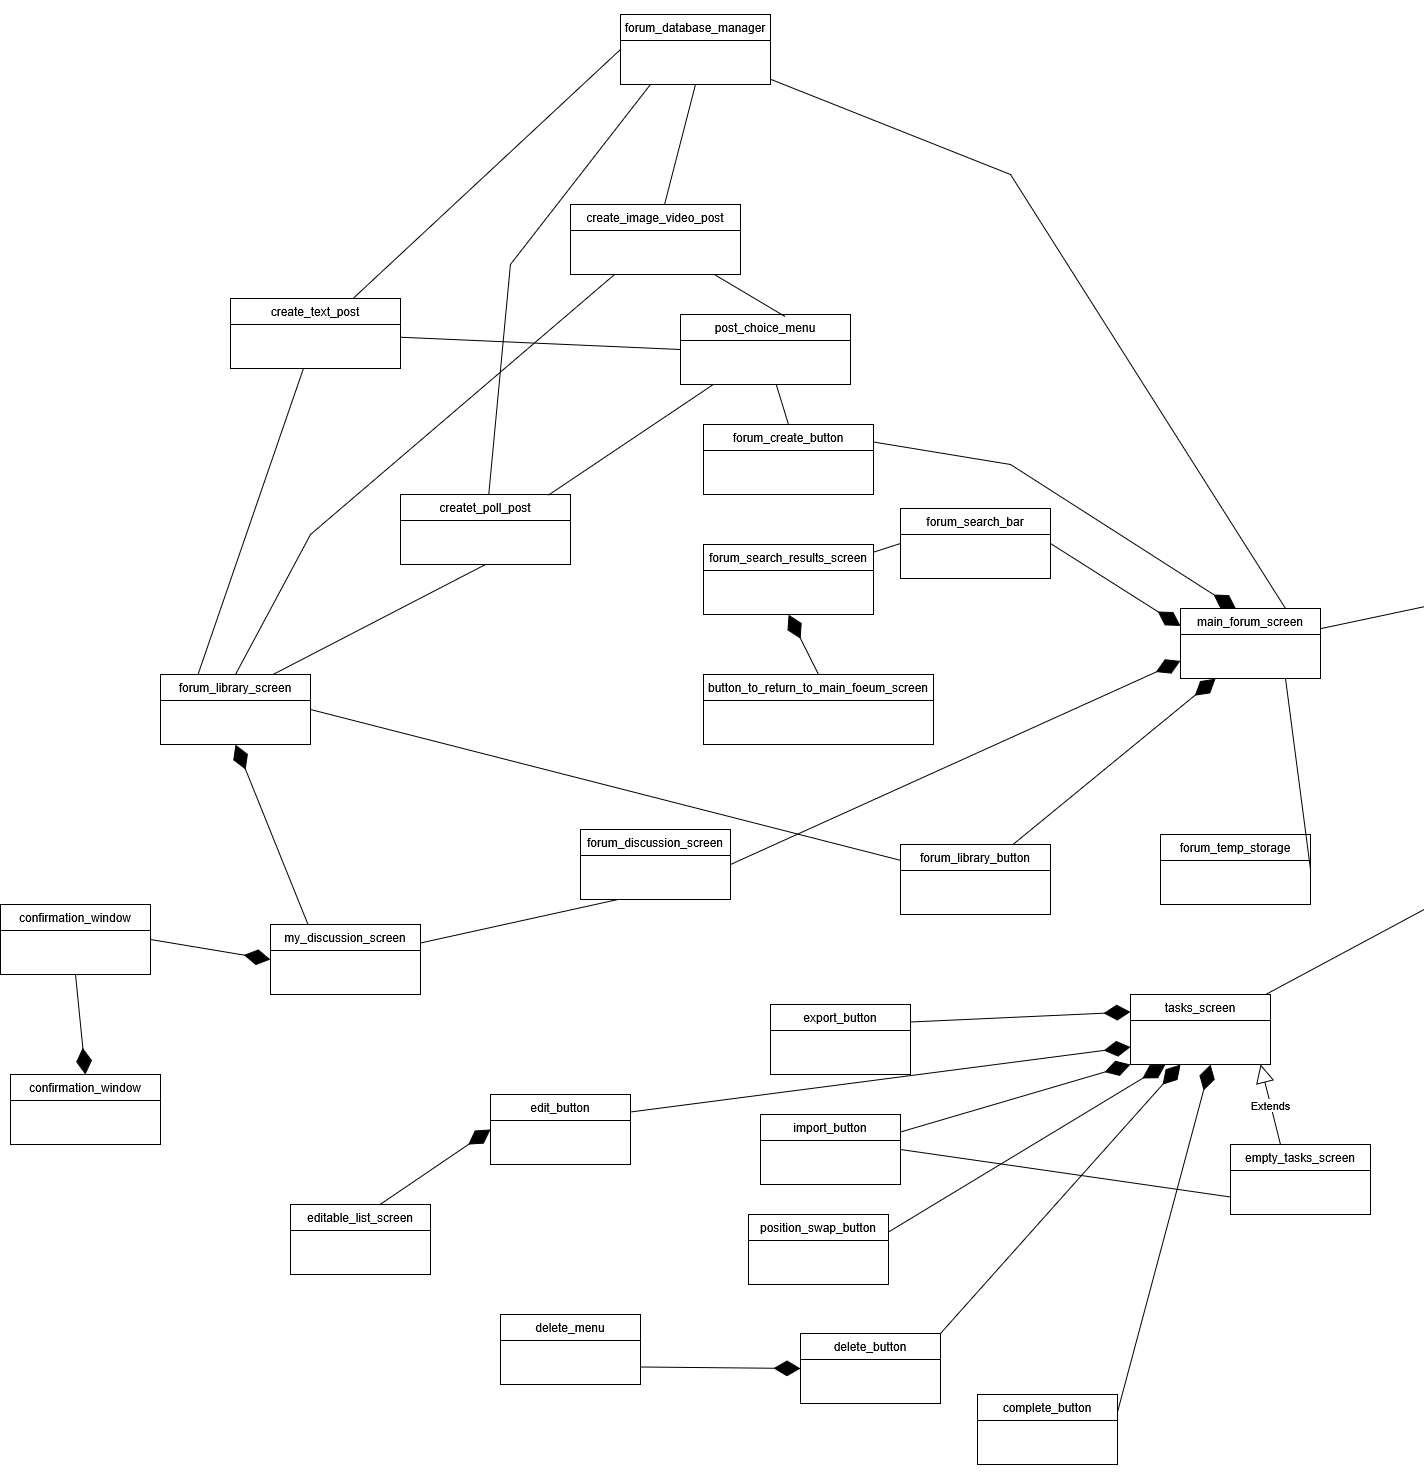 forum_database_manager
create_image_video_post
create_text_post
post_choice_menu
forum_create_button
createt_poll_post
forum_search_bar
forum_search_results_screen
main_forum_screen
forum_library_screen
button_to_return_to_main_foeum_screen
forum_discussion_screen
forum_temp_storage
forum_library_button
confirmation_window
my_discussion_screen
tasks_screen
export_button
confirmation_window
edit_button
Extends
import_button
empty_tasks_screen
editable_list_screen
position_swap_button
delete_menu
delete_button
complete_button